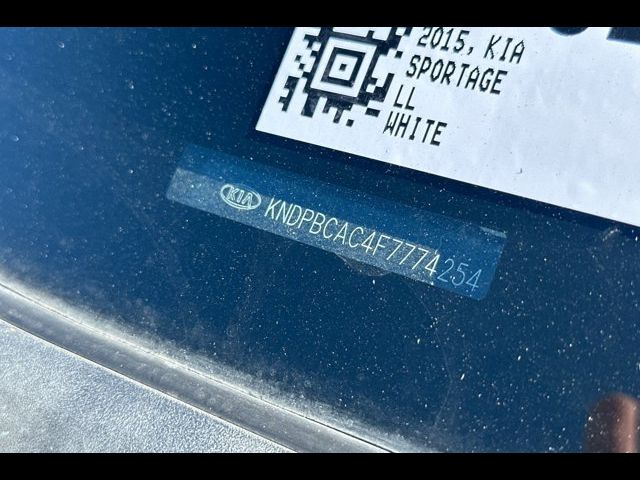 2015, KIA
SPORTAGE
LL
WHITE
KIA KNDPBCAC4F7774254